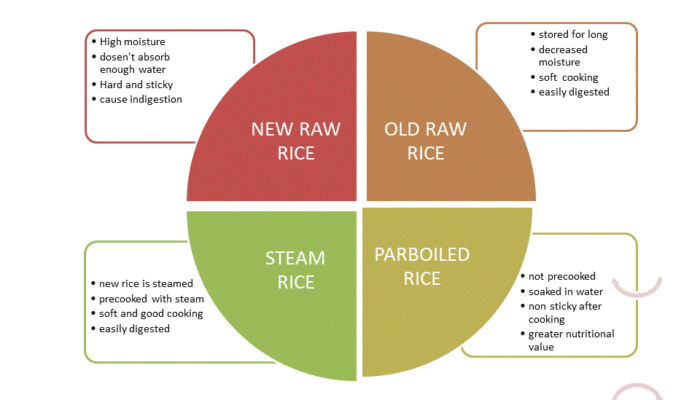 • High moisture
• dosen't absorb
enough water
• Hard and sticky
• cause indigestion
• stored for long
• decreased
moisture
• soft cooking
• easily digested
NEW RAW
RICE
OLD RAW
RICE
STEAM
RICE
PARBOILED
RICE
• new rice is steamed
• precooked with steam
• soft and good cooking
• easily digested
• not precooked
• soaked in water
• non sticky after
cooking
• greater nutritional
value